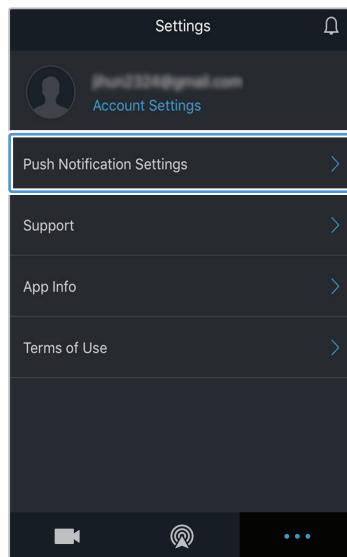 Settings
Account Settings
Push Notification Settings
Support
App Info
Terms of Use